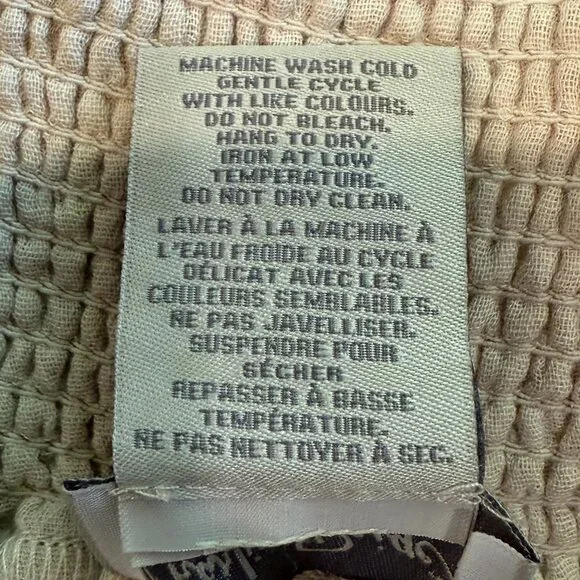 MACHINE WASH COLD
GENTLE CYCLE
WITH LIKE COLOURS.
DO NOT BLEACH.
HANG TO DRY.
IRON AT LOW
TEMPERATURE.
DO NOT DRY CLEAN.
LAVER À LA MACHINE À
L'EAU FROIDE AU CYCLE
DÉLICAT AVEC LES
COULEURS SEMBLABLES.
NE PAS JAVELLISER.
SUSPENDRE POUR
SÉCHER
REPASSER À BASSE
TEMPÉRATURE.
NE PAS NETTOYER À SEC.